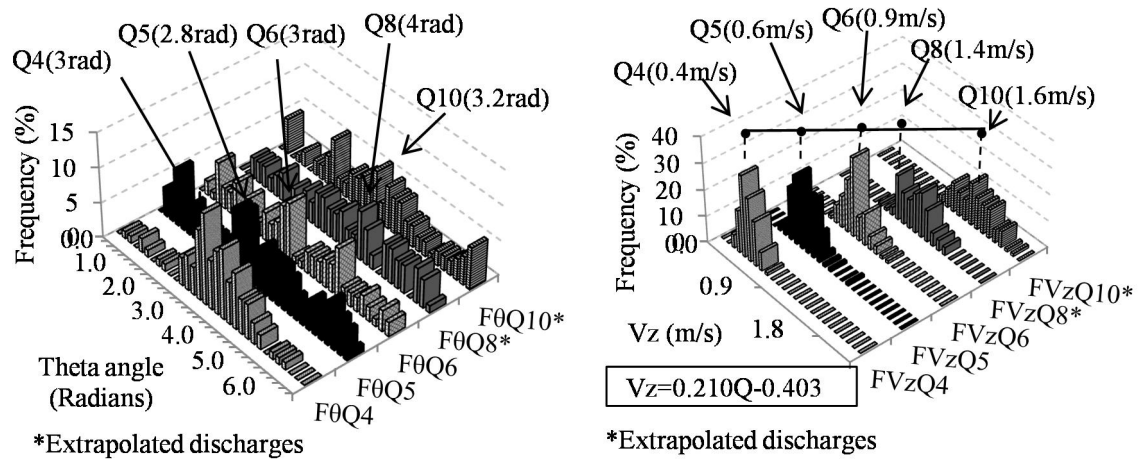 Q4(3rad)
Q5(2.8rad)
Q6(3rad)
Q8(4rad)
Q10(3.2rad)
Frequency (%)
15
10
5
0
0.0
1.0
2.0
3.0
4.0
5.0
6.0
Theta angle
(Radians)
FθQ4
FθQ5
FθQ6
FθQ8*
FθQ10*
*Extrapolated discharges
Q4(0.4m/s)
Q5(0.6m/s)
Q6(0.9m/s)
Q8(1.4m/s)
Q10(1.6m/s)
Frequency (%)
40
30
20
10
0
0.9
1.8
Vz (m/s)
FVzQ4
FVzQ5
FVzQ6
FVzQ8*
FVzQ10*
Vz=0.210Q-0.403
*Extrapolated discharges